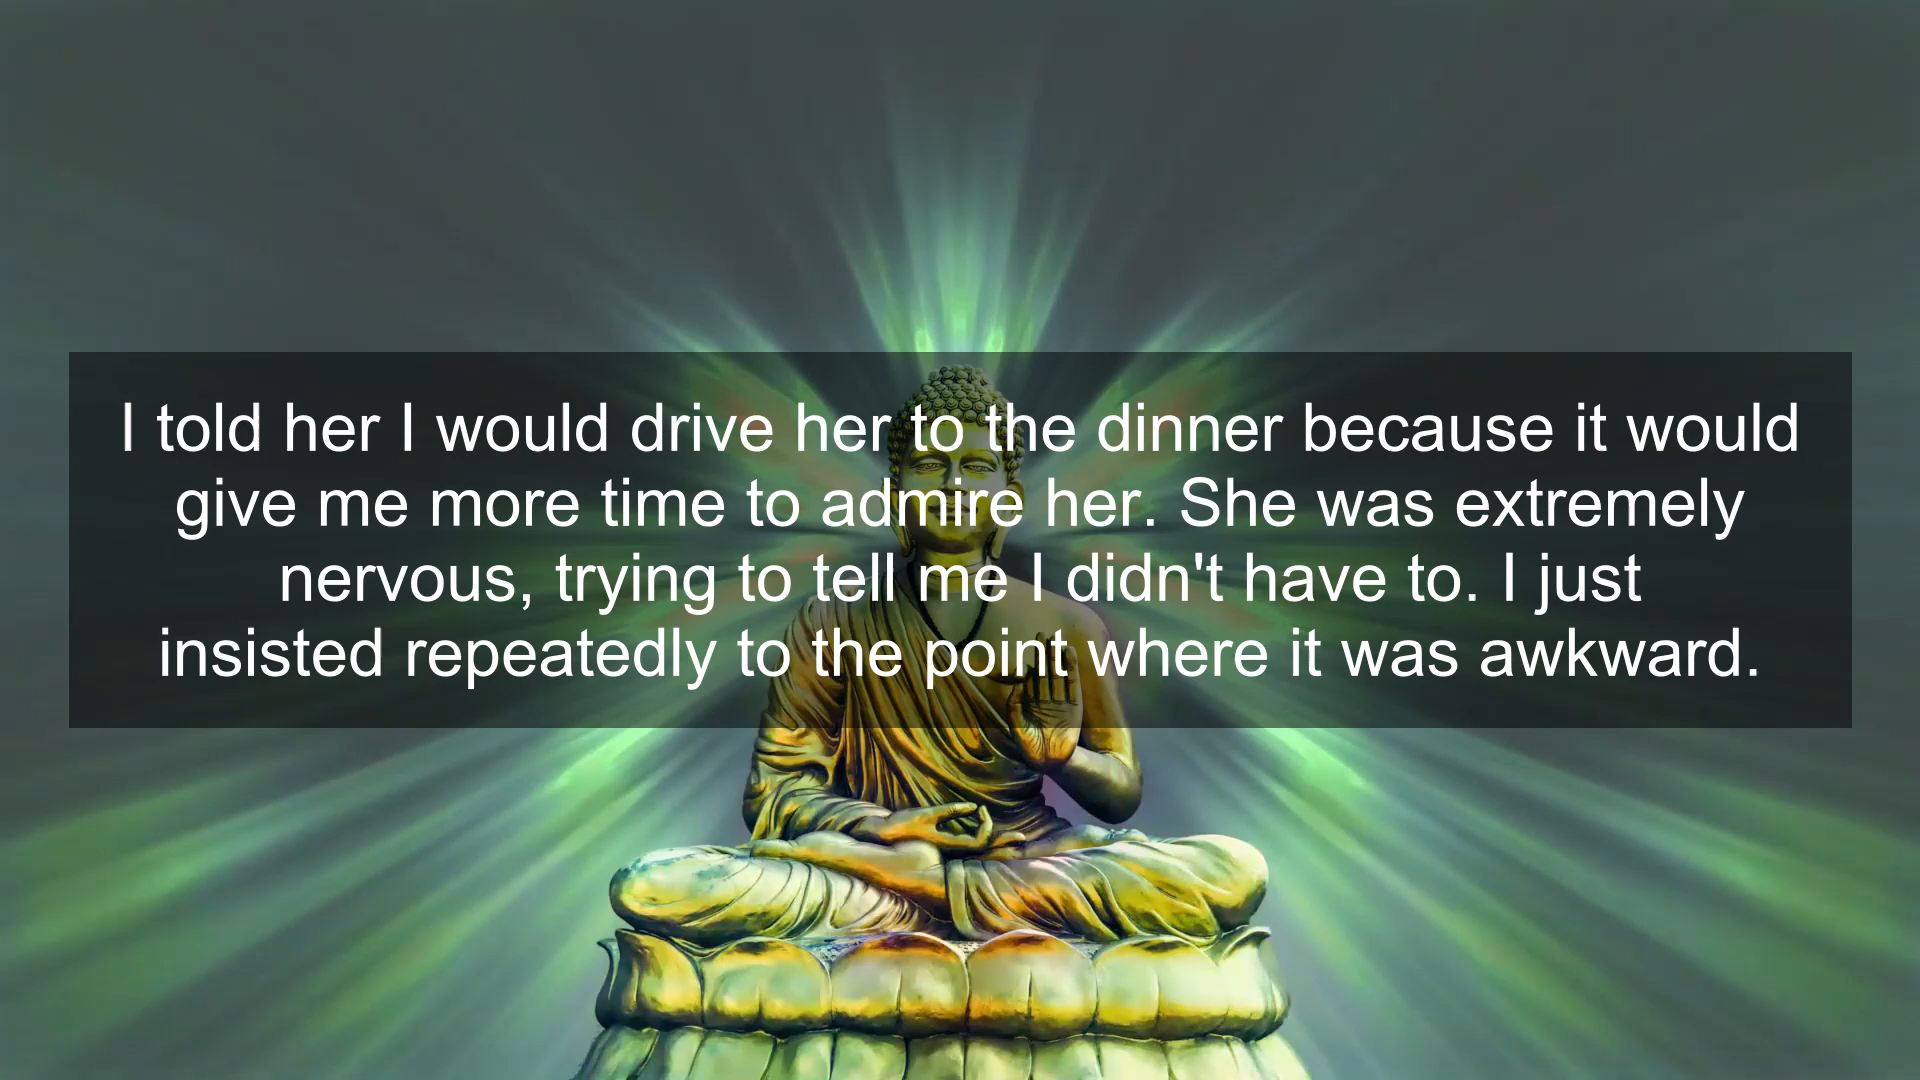 I told her I would drive her to the dinner because it would
give me more time to admire her. She was extremely
nervous, trying to tell me I didn't have to. I just
insisted repeatedly to the point where it was awkward.